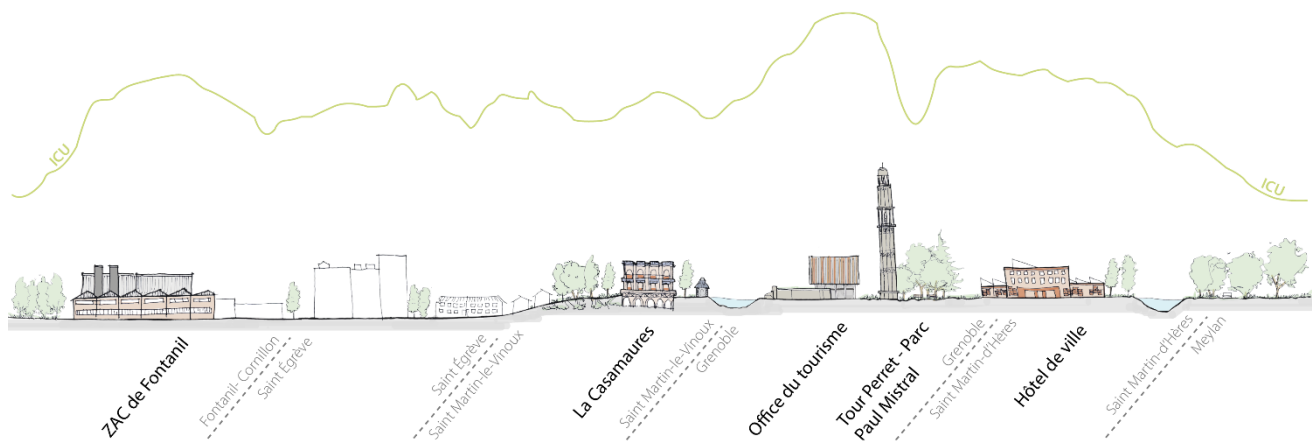 ICU
ICU
ZAC de Fontanil
Fontanil-Cornillon
Saint Égrève
Saint Égrève
Saint Martin-le-Vinoux
La Casamaures
Saint Martin-le-Vinoux
Grenoble
Office du tourisme
Tour Perret - Parc
Paul Mistral
Grenoble
Saint Martin-d'Hères
Hôtel de ville
Saint Martin-d'Hères
Meylan